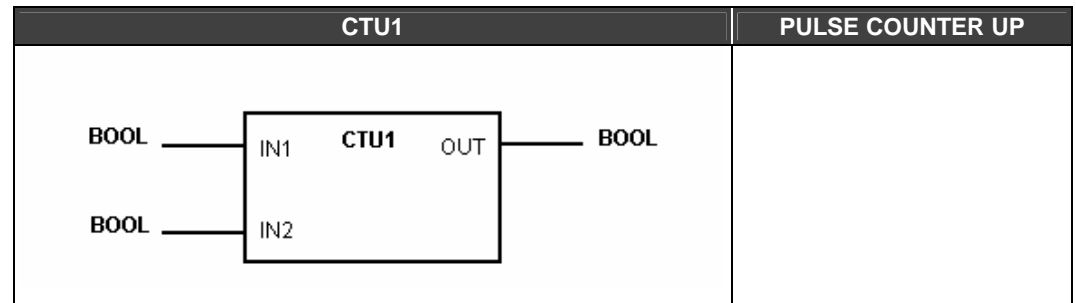 CTU1 PULSE COUNTER UP
BOOL IN1 CTU1 OUT BOOL
BOOL IN2